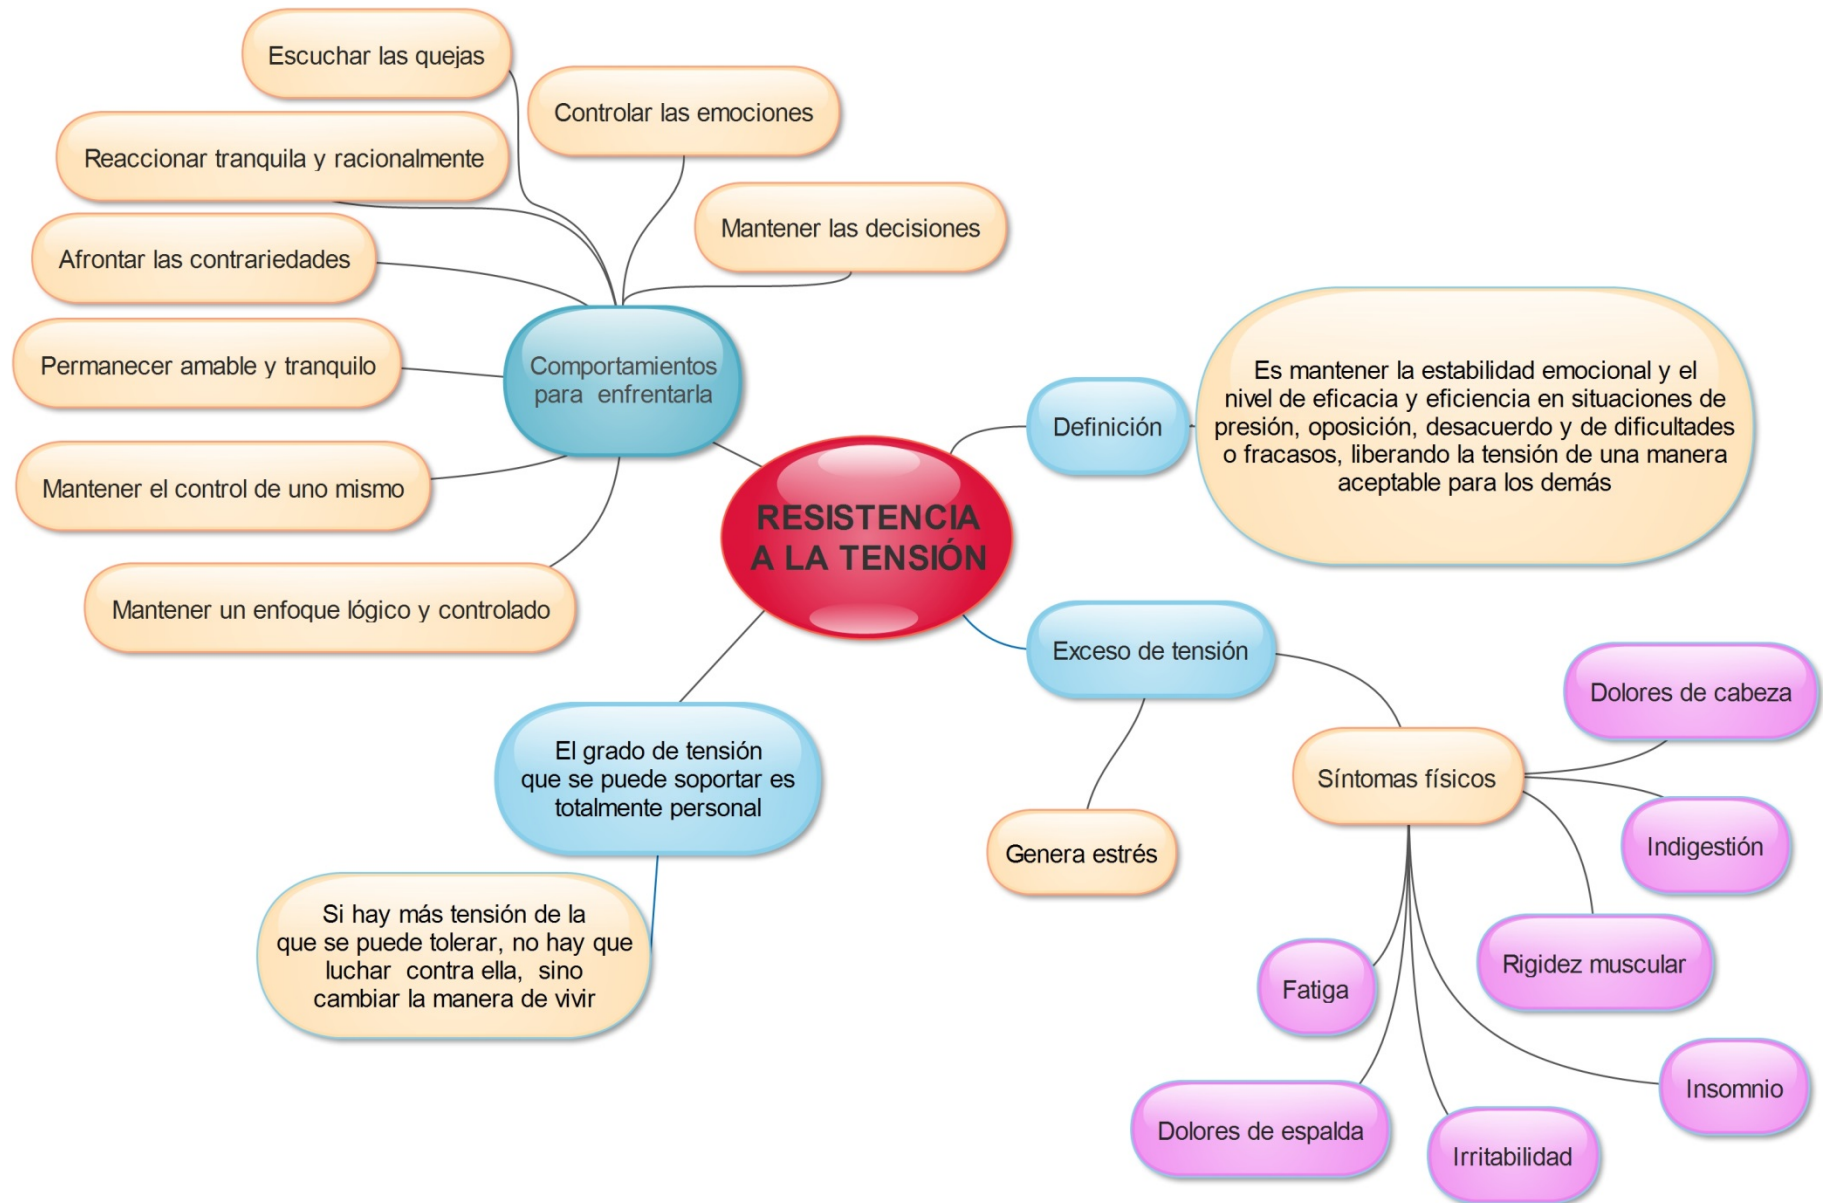 Escuchar las quejas
Controlar las emociones
Reaccionar tranquila y racionalmente
Mantener las decisiones
Afrontar las contrariedades
Permanecer amable y tranquilo
Comportamientos
para enfrentarla
Mantener el control de uno mismo
Mantener un enfoque lógico y controlado
RESISTENCIA
A LA TENSIÓN
Definición
Es mantener la estabilidad emocional y el
nivel de eficacia y eficiencia en situaciones de
presión, oposición, desacuerdo y de dificultades
o fracasos, liberando la tensión de una manera
aceptable para los demás
Exceso de tensión
Genera estrés
Síntomas físicos
Dolores de cabeza
Indigestión
Rigidez muscular
Insomnio
Irritabilidad
Dolores de espalda
Fatiga
El grado de tensión
que se puede soportar es
totalmente personal
Si hay más tensión de la
que se puede tolerar, no hay que
luchar contra ella, sino
cambiar la manera de vivir